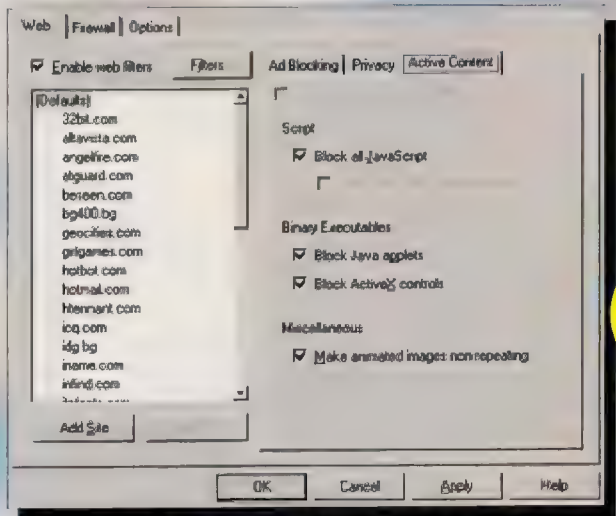 Web Firewall Options
Enable web filters Filters
Ad Blocking Privacy Active Content
(Defaults)
32bit.com
altavista.com
angelfire.com
atguard.com
beseen.com
bg400.bg
geocities.com
girlgames.com
hotbot.com
hotmail.com
htennant.com
icq.com
idg.bg
iname.com
infind.com
Script
Block all JavaScript
Binary Executables
Block Java applets
Block ActiveX controls
Miscellaneous
Make animated images non repeating
Add Site
OK Cancel Apply Help